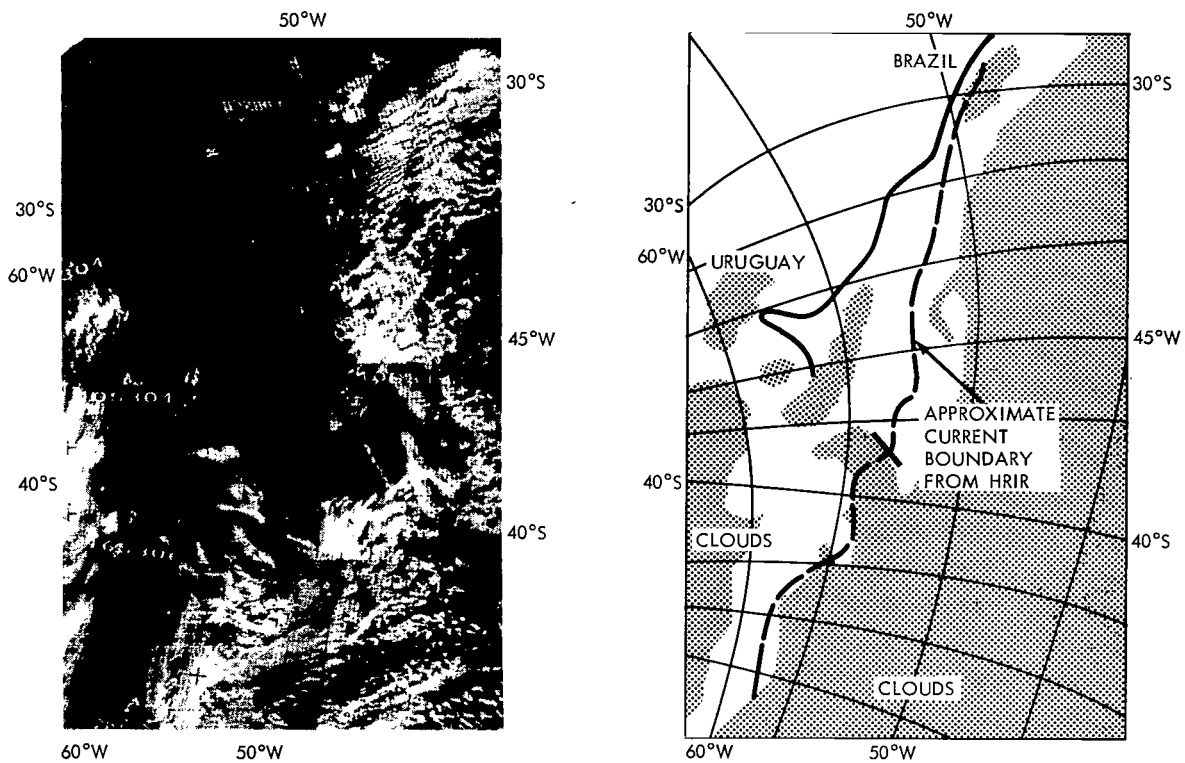 50°W
30°S
30°S
60°W
45°W
40°S
40°S
60°W
50°W
50°W
BRAZIL
30°S
30°S
60°W
URUGUAY
45°W
APPROXIMATE
CURRENT
BOUNDARY
FROM HRIR
40°S
CLOUDS
40°S
CLOUDS
60°W
50°W